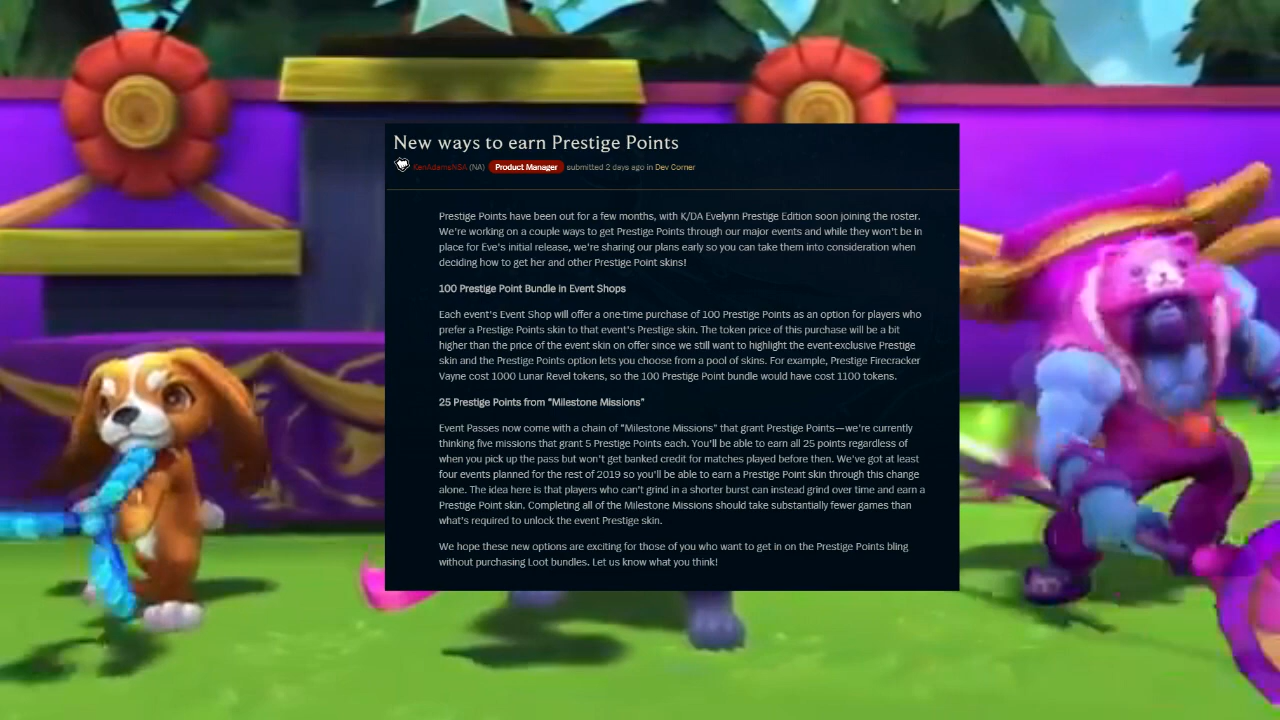 New ways to earn Prestige Points
KenAdamsNSA (NA) Product Manager submitted 2 days ago in Dev Corner
Prestige Points have been out for a few months, with K/DA Evelynn Prestige Edition soon joining the roster.
We're working on a couple ways to get Prestige Points through our major events and while they won't be in
place for Eve's initial release, we're sharing our plans early so you can take them into consideration when
deciding how to get her and other Prestige Point skins!
100 Prestige Point Bundle in Event Shops
Each event's Event Shop will offer a one-time purchase of 100 Prestige Points as an option for players who
prefer a Prestige Points skin to that event's Prestige skin. The token price of this purchase will be a bit
higher than the price of the event skin on offer since we still want to highlight the event-exclusive Prestige
skin and the Prestige Points option lets you choose from a pool of skins. For example, Prestige Firecracker
Vayne cost 1000 Lunar Revel tokens, so the 100 Prestige Point bundle would have cost 1100 tokens.
25 Prestige Points from "Milestone Missions"
Event Passes now come with a chain of "Milestone Missions" that grant Prestige Points—we're currently
thinking five missions that grant 5 Prestige Points each. You'll be able to earn all 25 points regardless of
when you pick up the pass but won't get banked credit for matches played before then. We've got at least
four events planned for the rest of 2019 so you'll be able to earn a Prestige Point skin through this change
alone. The idea here is that players who can't grind in a shorter burst can instead grind over time and earn a
Prestige Point skin. Completing all of the Milestone Missions should take substantially fewer games than
what's required to unlock the event Prestige skin.
We hope these new options are exciting for those of you who want to get in on the Prestige Points bling
without purchasing Loot bundles. Let us know what you think!